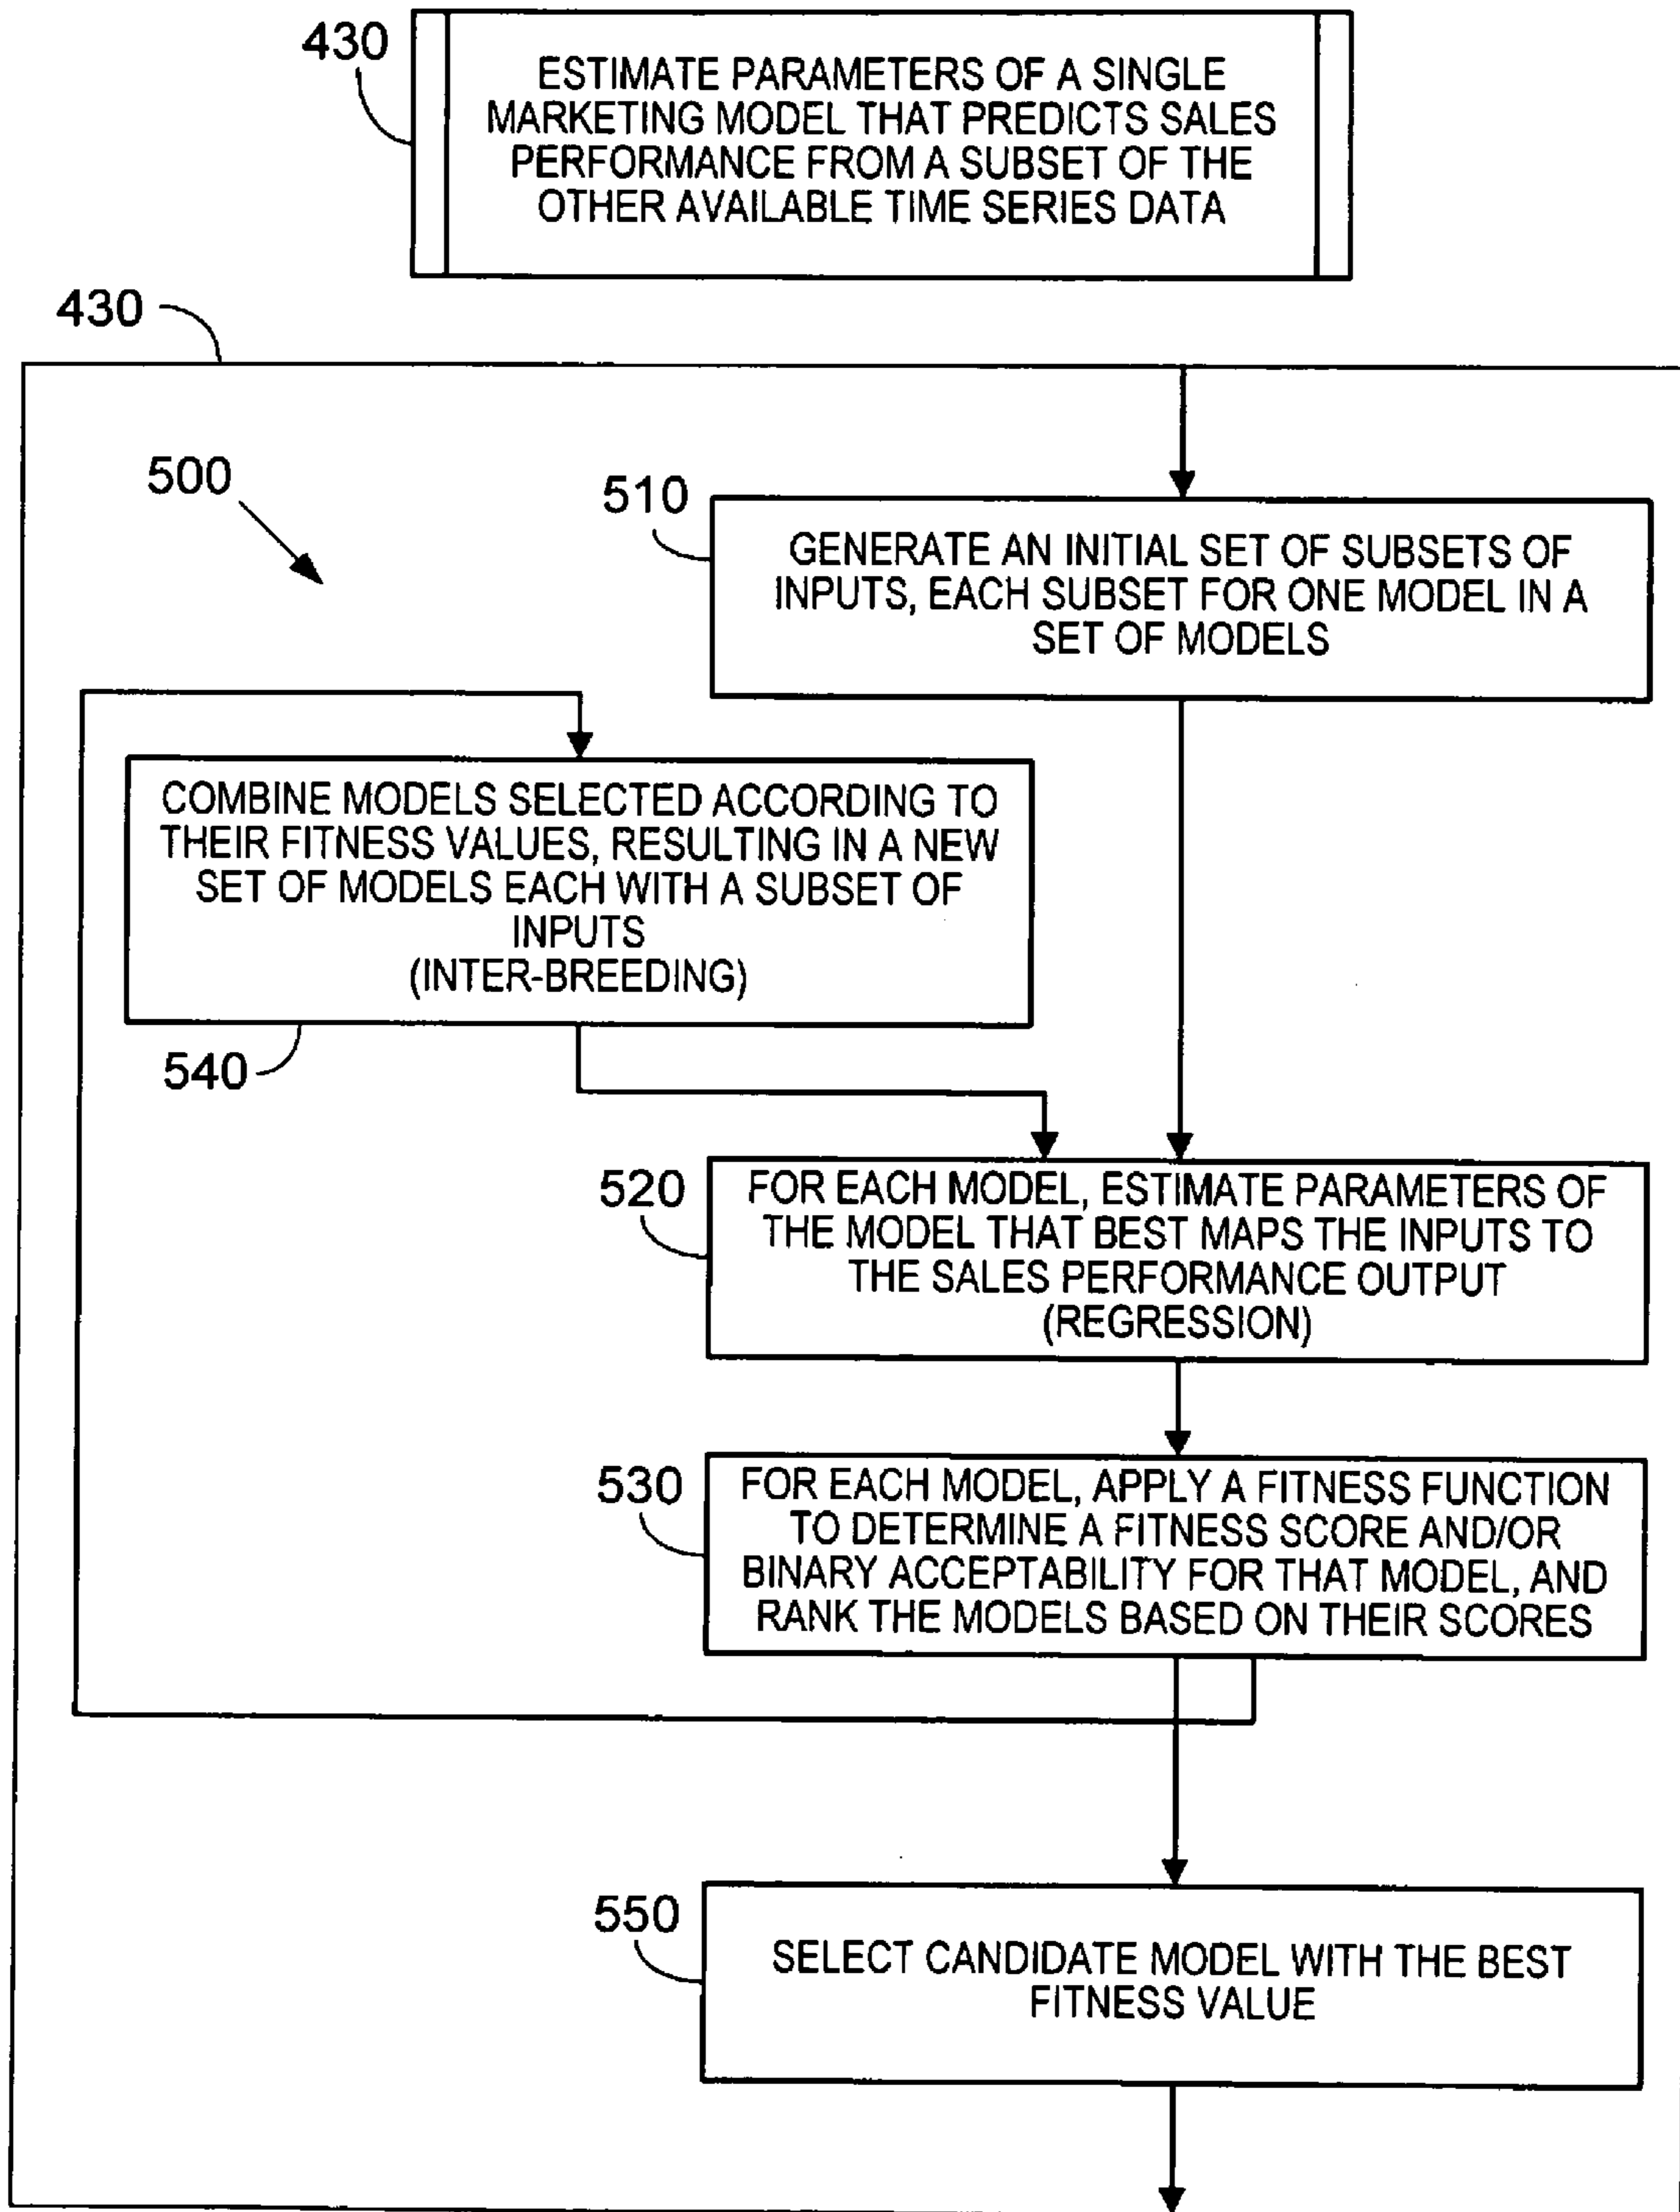 430
ESTIMATE PARAMETERS OF A SINGLE
MARKETING MODEL THAT PREDICTS SALES
PERFORMANCE FROM A SUBSET OF THE
OTHER AVAILABLE TIME SERIES DATA
430
500
510
GENERATE AN INITIAL SET OF SUBSETS OF
INPUTS, EACH SUBSET FOR ONE MODEL IN A
SET OF MODELS
COMBINE MODELS SELECTED ACCORDING TO
THEIR FITNESS VALUES, RESULTING IN A NEW
SET OF MODELS EACH WITH A SUBSET OF
INPUTS
(INTER-BREEDING)
540
520
FOR EACH MODEL, ESTIMATE PARAMETERS OF
THE MODEL THAT BEST MAPS THE INPUTS TO
THE SALES PERFORMANCE OUTPUT
(REGRESSION)
530
FOR EACH MODEL, APPLY A FITNESS FUNCTION
TO DETERMINE A FITNESS SCORE AND/OR
BINARY ACCEPTABILITY FOR THAT MODEL, AND
RANK THE MODELS BASED ON THEIR SCORES
550
SELECT CANDIDATE MODEL WITH THE BEST
FITNESS VALUE